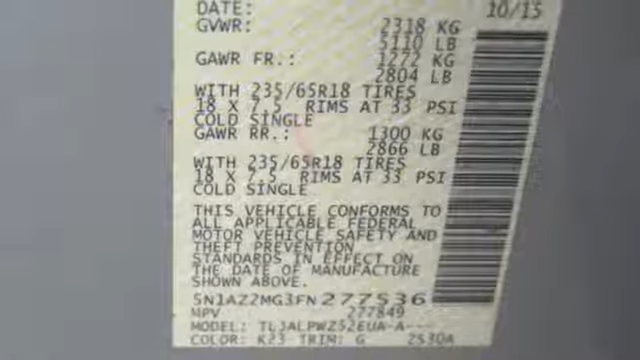 DATE: 10/15
GVWR: 2318 KG
5110 LB
GAWR FR.: 1272 KG
2804 LB
WITH 235/65R18 TIRES
18 X 7.5 RIMS AT 33 PSI
COLD SINGLE
GAWR RR.: 1300 KG
2866 LB
WITH 235/65R18 TIRES
18 X 7.5 RIMS AT 33 PSI
COLD SINGLE
THIS VEHICLE CONFORMS TO
ALL APPLICABLE FEDERAL
MOTOR VEHICLE SAFETY AND
THEFT PREVENTION
STANDARDS IN EFFECT ON
THE DATE OF MANUFACTURE
SHOWN ABOVE.
5N1AZ2MG3FN277536
MPV 277849
MODEL: TLJALPWZ52EUA-A---
COLOR: K23 TRIM: G 2530A